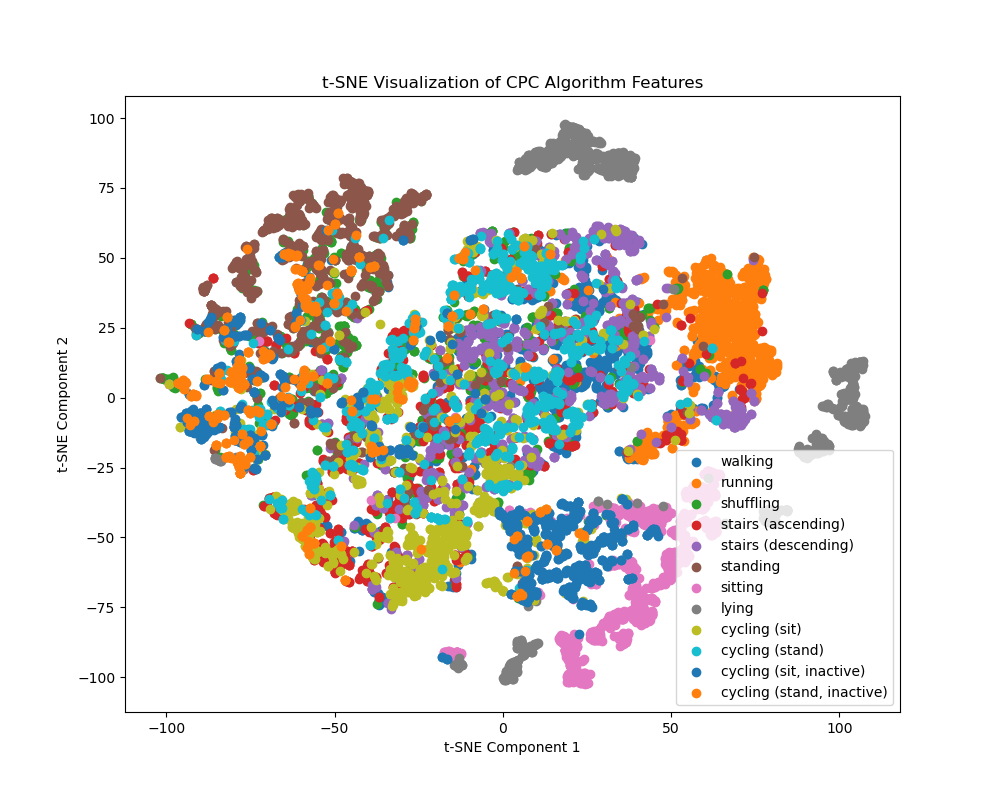 t-SNE Visualization of CPC Algorithm Features
100
75
50
25
0
−25
−50
−75
−100
t-SNE Component 2
walking
running
shuffling
stairs (ascending)
stairs (descending)
standing
sitting
lying
cycling (sit)
cycling (stand)
cycling (sit, inactive)
cycling (stand, inactive)
−100
−50
0
50
100
t-SNE Component 1